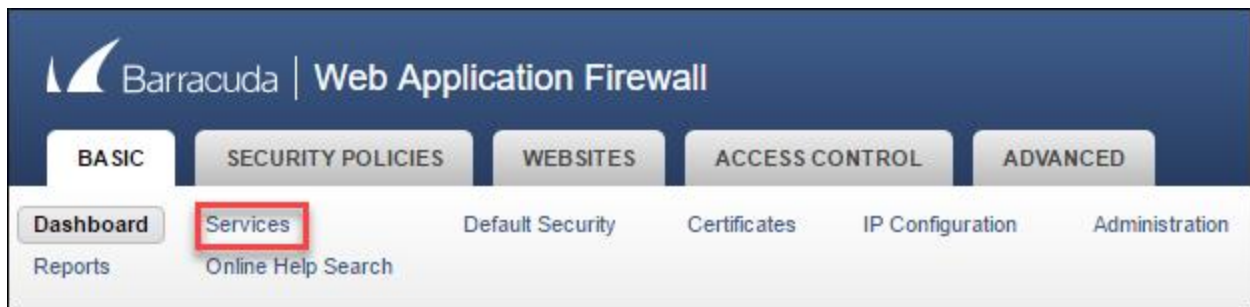 Barracuda | Web Application Firewall
BASIC SECURITY POLICIES WEBSITES ACCESS CONTROL ADVANCED
Dashboard Services Default Security Certificates IP Configuration Administration
Reports Online Help Search